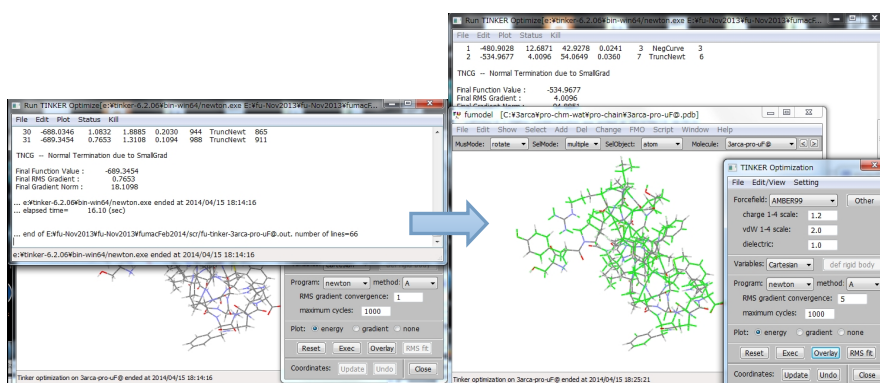 Run TINKER Optimize[e:¥tinker-6.2.06¥bin-win64/newton.exe E¥fu-Nov2013¥fu-Nov2013¥fumacF...
File Edit Plot Status Kill
30 -688.0346 1.0832 1.8885 0.2030 944 TruncNewt 865
31 -689.3454 0.7653 1.3108 0.1094 988 TruncNewt 911
TNCG -- Normal Termination due to SmallGrad
Final Function Value : -689.3454
Final RMS Gradient : 0.7653
Final Gradient Norm : 18.1098
... e:¥tinker-6.2.06¥bin-win64/newton.exe ended at 2014/04/15 18:14:16
... elapsed time= 16.10 (sec)
... end of E:¥fu-Nov2013¥fu-Nov2013¥fumacFeb2014/scr/fu-tinker-3arca-pro-uF@.out. number of lines=66
e:¥tinker-6.2.06¥bin-win64/newton.exe ended at 2014/04/15 18:14:16
Program: newton method: A
RMS gradient convergence: 1
maximum cycles: 1000
Plot: energy gradient none
Reset Exec Overlay RMS fit
Coordinates: Update Undo Close
Tinker optimization on 3arca-pro-uF@ ended at 2014/04/15 18:14:16
Run TINKER Optimize[e:¥tinker-6.2.06¥bin-win64/newton.exe E¥fu-Nov2013¥fu-Nov2013¥fumacF...
File Edit Plot Status Kill
1 -480.9028 12.6871 42.9278 0.0241 3 NegCurve 3
2 -534.9677 4.0096 54.0649 0.0360 7 TruncNewt 6
TNCG -- Normal Termination due to SmallGrad
Final Function Value : -534.9677
Final RMS Gradient : 4.0096
fumodel [C:¥3arca¥pro-chm-wat¥pro-chain¥3arca-pro-uF@.pdb]
File Edit Show Select Add Del Change FMO Script Window Help
MusMode: rotate SelMode: multiple SelObject: atom Molecule: 3arca-pro-uF@ < >
TINKER Optimization
File Edit/View Setting
Forcefield: AMBER99 Other
charge 1-4 scale: 1.2
vdW 1-4 scale: 2.0
dielectric: 1.0
Variables: Cartesian def rigid body
Program: newton method: A
RMS gradient convergence: 5
maximum cycles: 1000
Plot: energy gradient none
Reset Exec Overlay RMS fit
Coordinates: Update Undo Close
Tinker optimization on 3arca-pro-uF@ ended at 2014/04/15 18:25:21